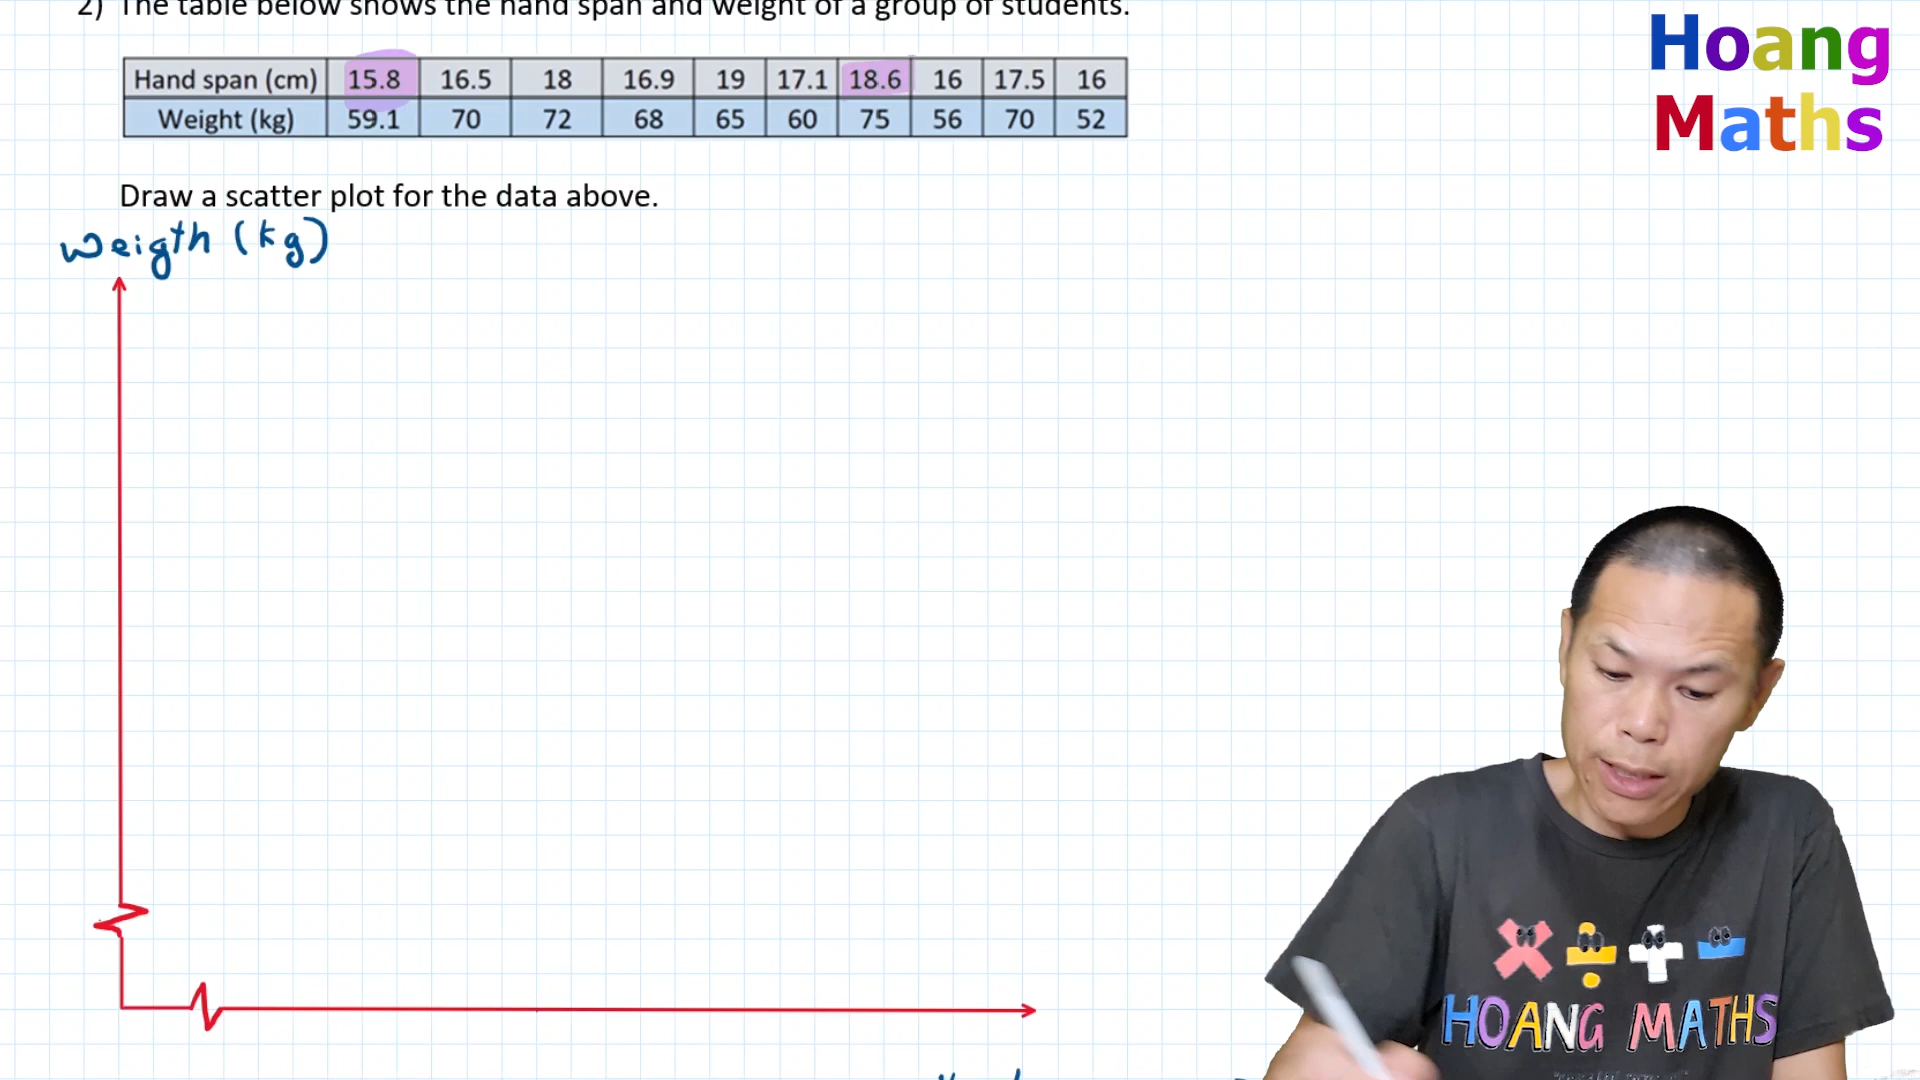 2) The table below shows the hand span and weight of a group of students.
Hoang
Maths
Hand span (cm) 15.8 16.5 18 16.9 19 17.1 18.6 16 17.5 16
Weight (kg) 59.1 70 72 68 65 60 75 56 70 52
Draw a scatter plot for the data above.
Weigth (kg)
HOANG MATHS